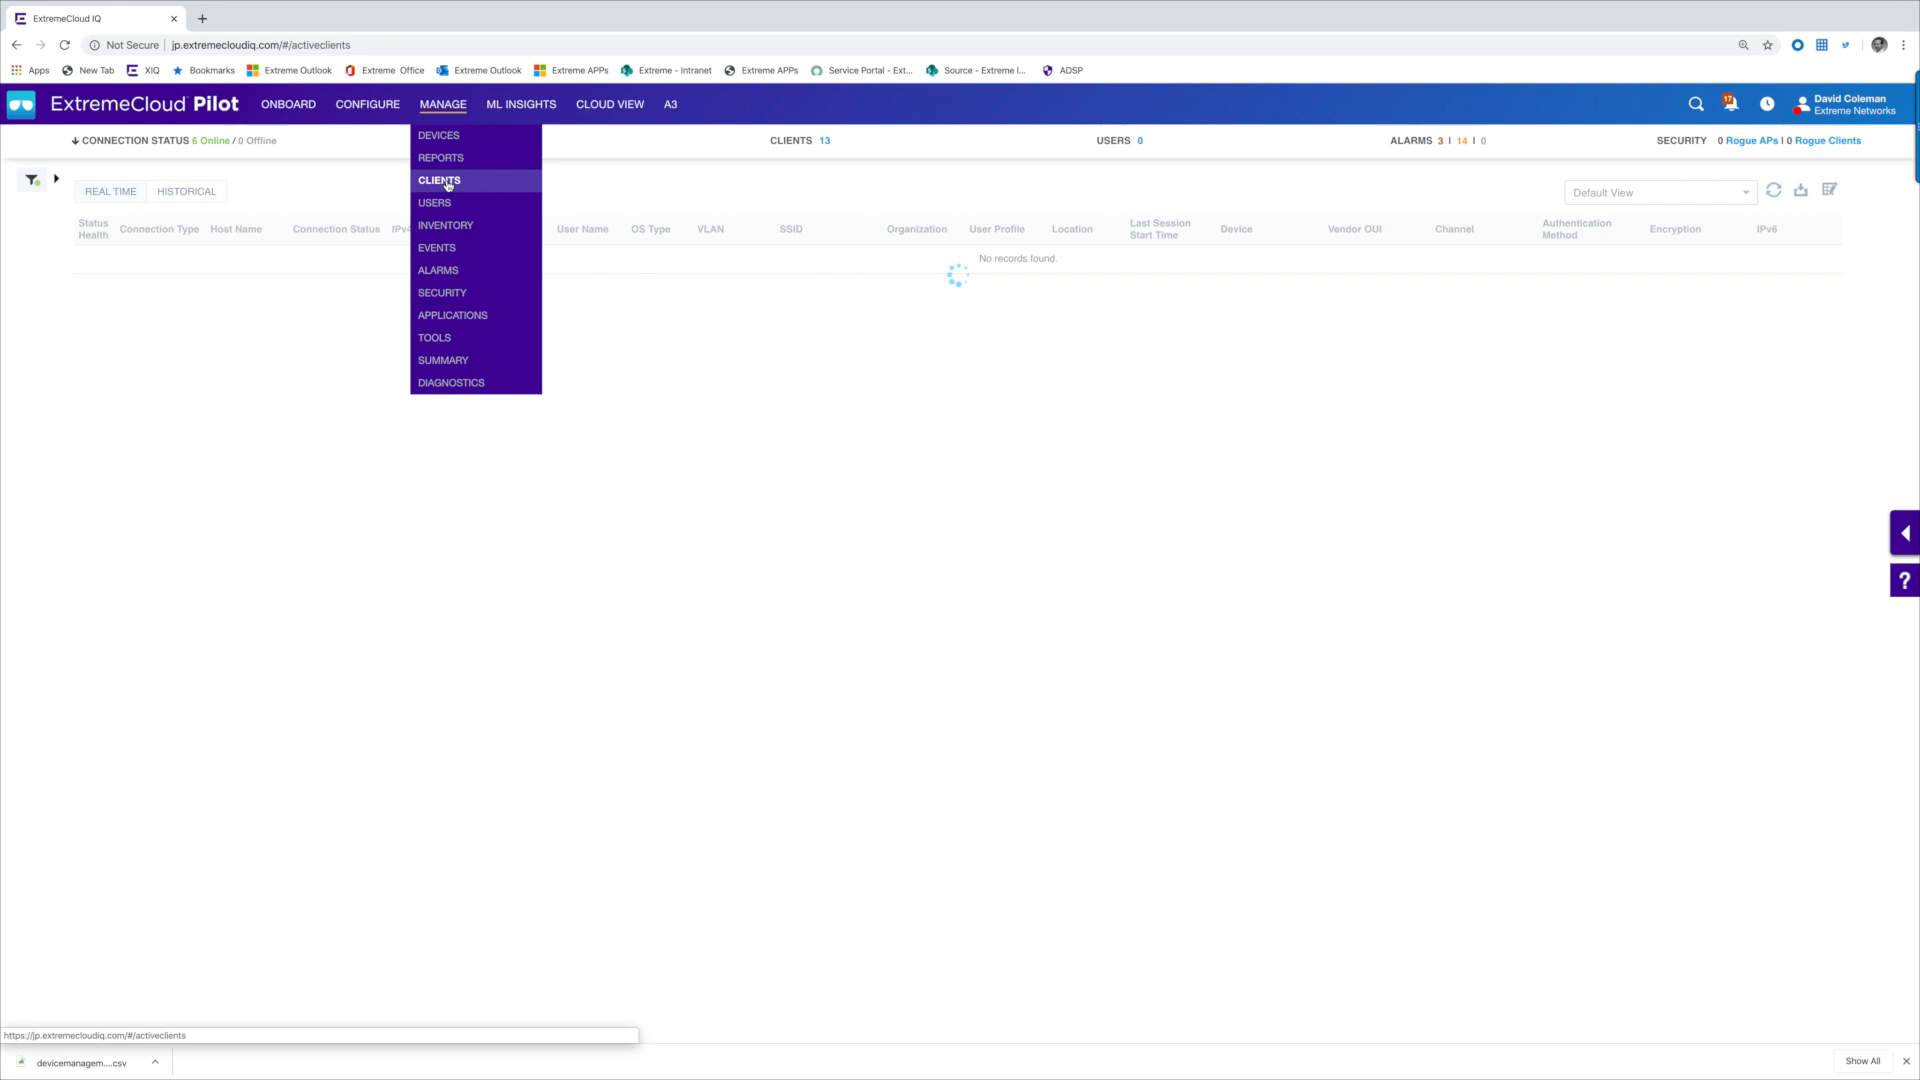 ExtremeCloud IQ
Not Secure | jp.extremecloudiq.com/#/activeclients
Apps New Tab XIQ Bookmarks Extreme Outlook Extreme Office Extreme Outlook Extreme APPs Extreme - Intranet Extreme APPs Service Portal - Ext... Source - Extreme I... ADSP
ExtremeCloud Pilot ONBOARD CONFIGURE MANAGE ML INSIGHTS CLOUD VIEW A3 17 David Coleman
Extreme Networks
CONNECTION STATUS 6 Online / 0 Offline CLIENTS 13 USERS 0 ALARMS 3 | 14 | 0 SECURITY 0 Rogue APs | 0 Rogue Clients
DEVICES
REPORTS
CLIENTS
USERS
INVENTORY
EVENTS
ALARMS
SECURITY
APPLICATIONS
TOOLS
SUMMARY
DIAGNOSTICS
REAL TIME HISTORICAL Default View
Status Health Connection Type Host Name Connection Status IPv4 User Name OS Type VLAN SSID Organization User Profile Location Last Session Start Time Device Vendor OUI Channel Authentication Method Encryption IPv6
No records found.
?
https://jp.extremecloudiq.com/#/activeclients
devicemanagem....csv Show All